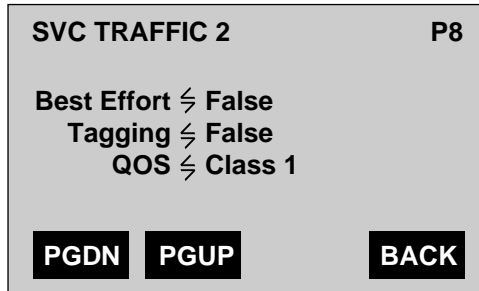 SVC TRAFFIC 2 P8
Best Effort ⥃ False
Tagging ⥃ False
QOS ⥃ Class 1
PGDN PGUP BACK